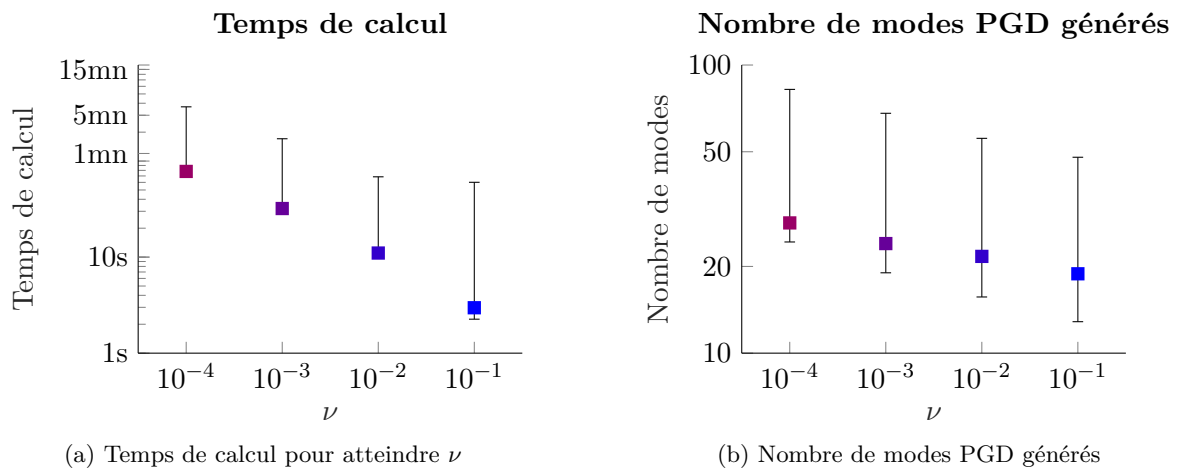 Temps de calcul
15mn
5mn
1mn
10s
1s
Temps de calcul
10⁻⁴ 10⁻³ 10⁻² 10⁻¹
ν
(a) Temps de calcul pour atteindre ν
Nombre de modes PGD générés
100
50
20
10
Nombre de modes
10⁻⁴ 10⁻³ 10⁻² 10⁻¹
ν
(b) Nombre de modes PGD générés